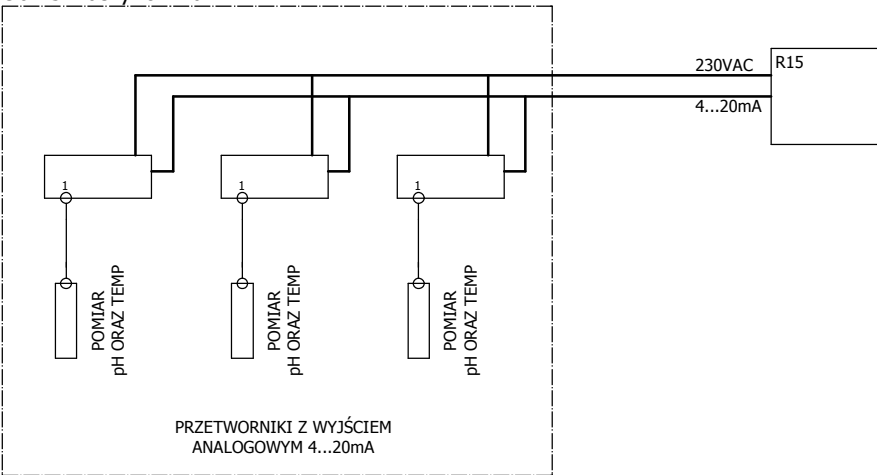 230VAC
R15
4...20mA
1
1
1
POMIAR
pH ORAZ TEMP
POMIAR
pH ORAZ TEMP
POMIAR
pH ORAZ TEMP
PRZETWORNIKI Z WYJŚCIEM
ANALOGOWYM 4...20mA